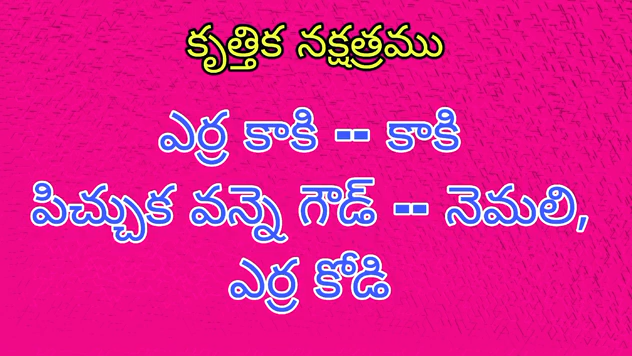 కృత్తిక నక్షత్రము
ఎర్ర కాకి -- కాకి
పిచ్చుక వన్నె గౌడ్ -- నెమలి,
ఎర్ర కోడి